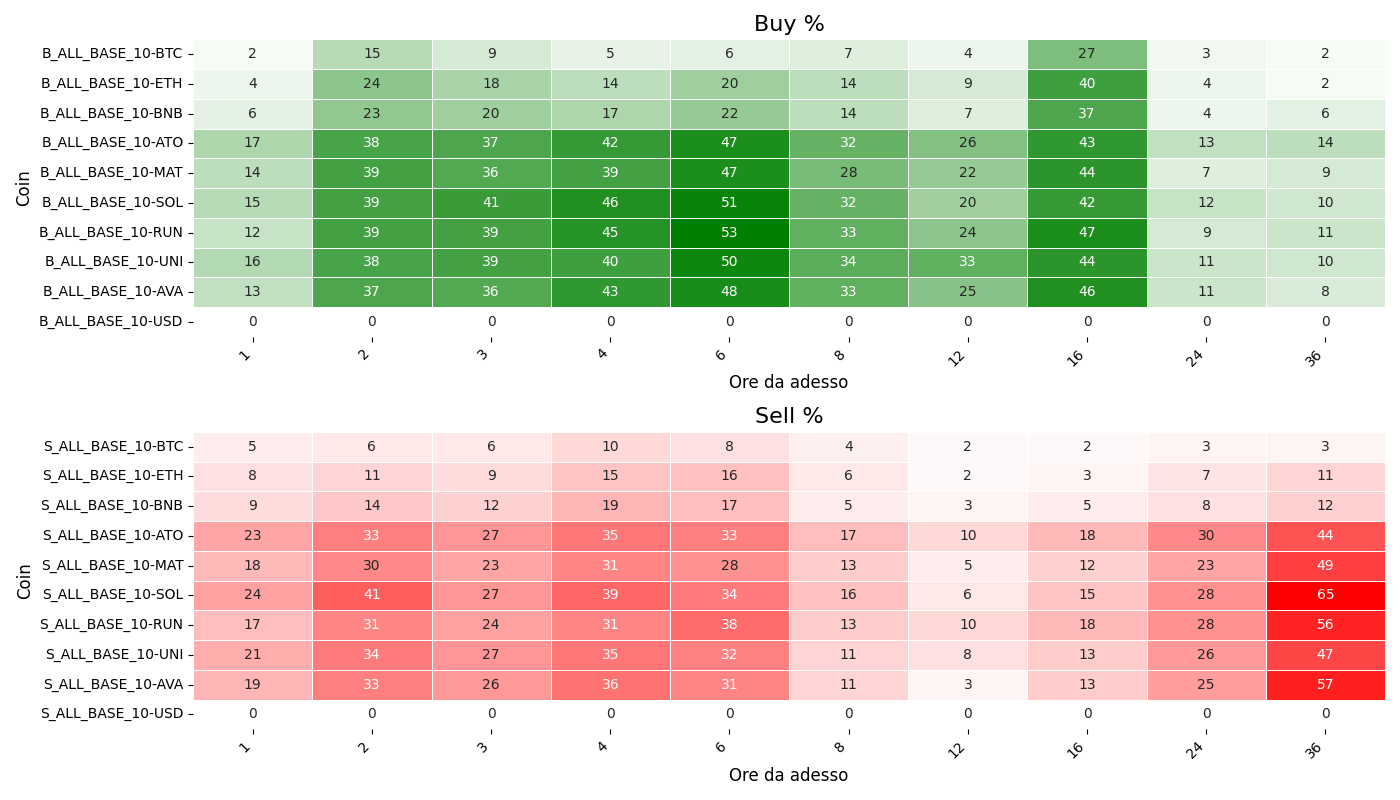 Buy %
Coin
B_ALL_BASE_10-BTC 2 15 9 5 6 7 4 27 3 2
B_ALL_BASE_10-ETH 4 24 18 14 20 14 9 40 4 2
B_ALL_BASE_10-BNB 6 23 20 17 22 14 7 37 4 6
B_ALL_BASE_10-ATO 17 38 37 42 47 32 26 43 13 14
B_ALL_BASE_10-MAT 14 39 36 39 47 28 22 44 7 9
B_ALL_BASE_10-SOL 15 39 41 46 51 32 20 42 12 10
B_ALL_BASE_10-RUN 12 39 39 45 53 33 24 47 9 11
B_ALL_BASE_10-UNI 16 38 39 40 50 34 33 44 11 10
B_ALL_BASE_10-AVA 13 37 36 43 48 33 25 46 11 8
B_ALL_BASE_10-USD 0 0 0 0 0 0 0 0 0 0
1 2 3 4 6 8 12 16 24 36
Ore da adesso
Sell %
Coin
S_ALL_BASE_10-BTC 5 6 6 10 8 4 2 2 3 3
S_ALL_BASE_10-ETH 8 11 9 15 16 6 2 3 7 11
S_ALL_BASE_10-BNB 9 14 12 19 17 5 3 5 8 12
S_ALL_BASE_10-ATO 23 33 27 35 33 17 10 18 30 44
S_ALL_BASE_10-MAT 18 30 23 31 28 13 5 12 23 49
S_ALL_BASE_10-SOL 24 41 27 39 34 16 6 15 28 65
S_ALL_BASE_10-RUN 17 31 24 31 38 13 10 18 28 56
S_ALL_BASE_10-UNI 21 34 27 35 32 11 8 13 26 47
S_ALL_BASE_10-AVA 19 33 26 36 31 11 3 13 25 57
S_ALL_BASE_10-USD 0 0 0 0 0 0 0 0 0 0
1 2 3 4 6 8 12 16 24 36
Ore da adesso